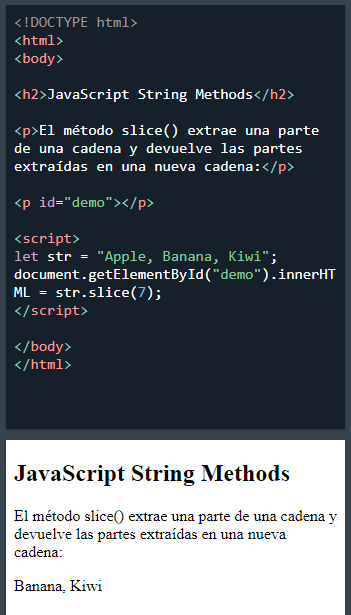 <!DOCTYPE html>
<html>
<body>
<h2>JavaScript String Methods</h2>
<p>El método slice() extrae una parte
de una cadena y devuelve las partes
extraídas en una nueva cadena:</p>
<p id="demo"></p>
<script>
let str = "Apple, Banana, Kiwi";
document.getElementById("demo").innerHT
ML = str.slice(7);
</script>
</body>
</html>
JavaScript String Methods
El método slice() extrae una parte de una cadena y
devuelve las partes extraídas en una nueva
cadena:
Banana, Kiwi